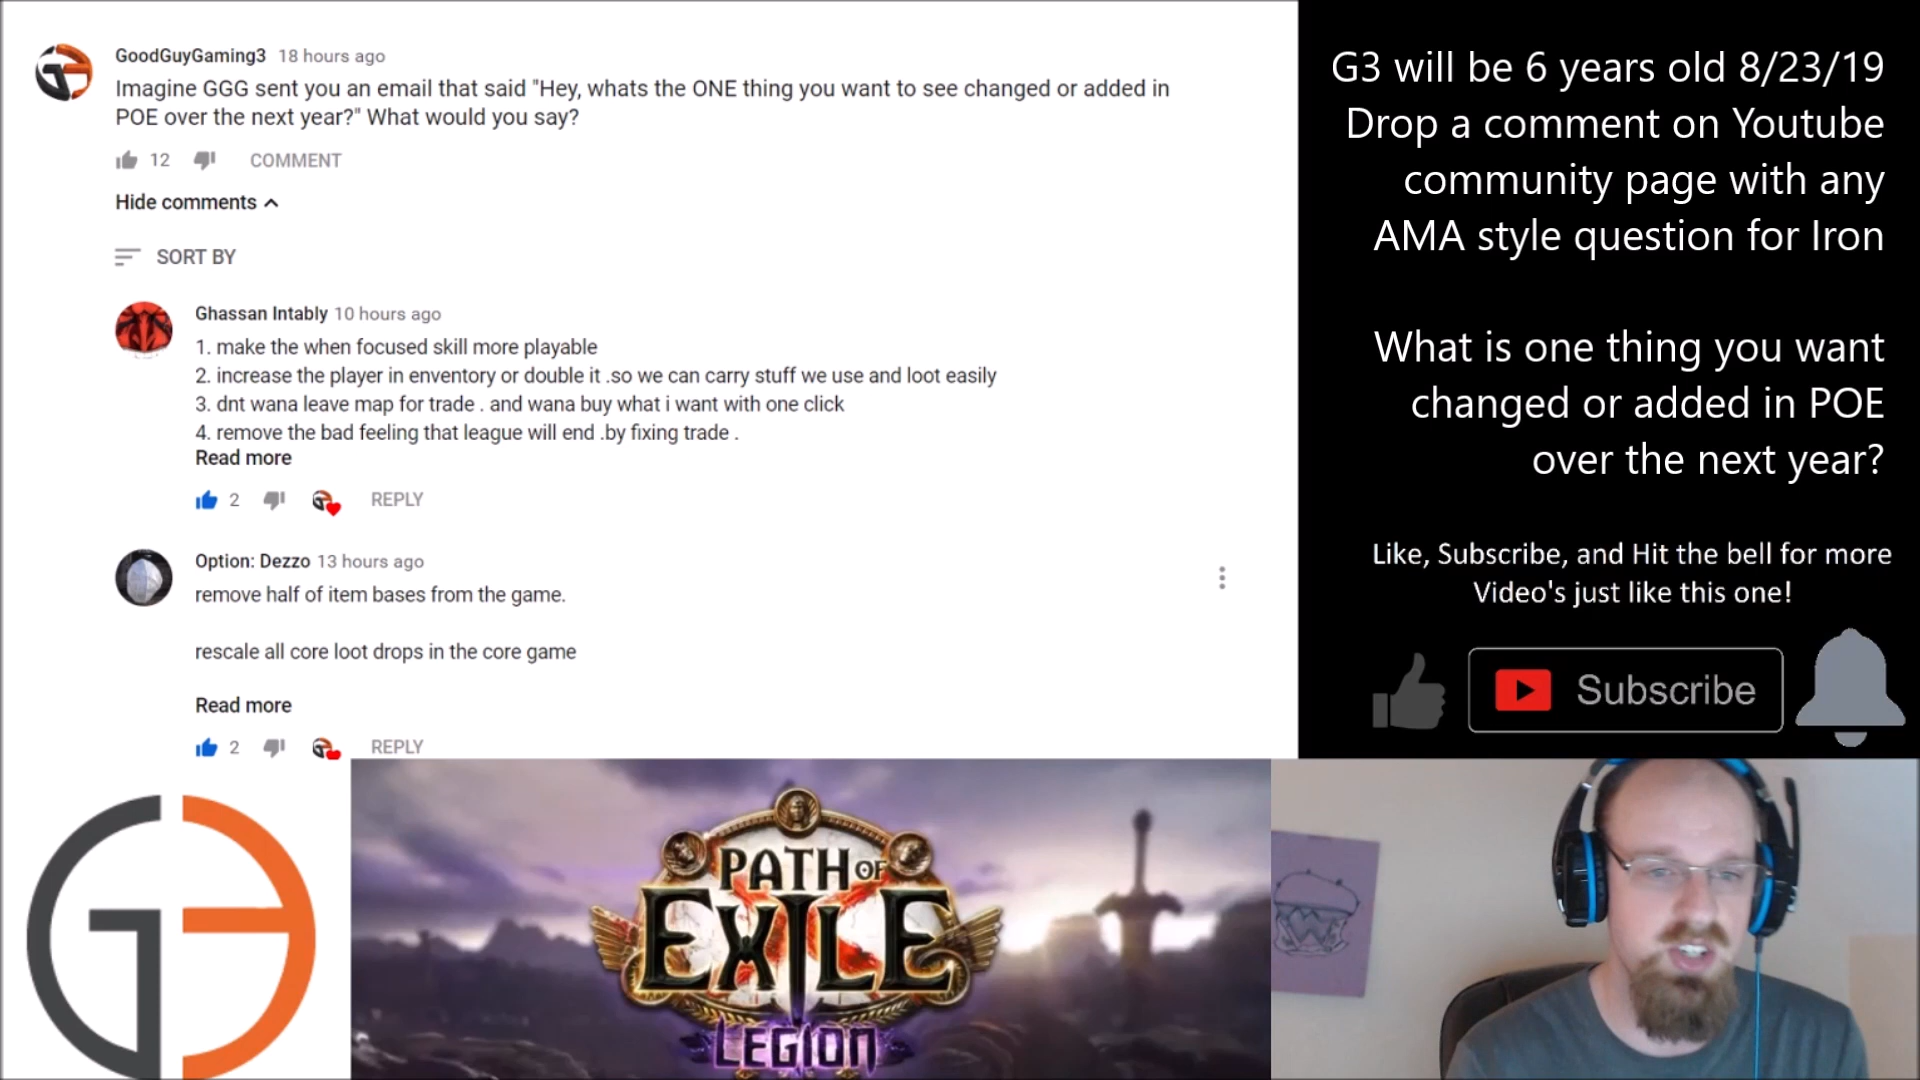 GoodGuyGaming3 18 hours ago
Imagine GGG sent you an email that said "Hey, whats the ONE thing you want to see changed or added in
POE over the next year?" What would you say?
12 COMMENT
Hide comments
SORT BY
Ghassan Intably 10 hours ago
1. make the when focused skill more playable
2. increase the player in enventory or double it .so we can carry stuff we use and loot easily
3. dnt wana leave map for trade . and wana buy what i want with one click
4. remove the bad feeling that league will end .by fixing trade .
Read more
2 REPLY
Option: Dezzo 13 hours ago
remove half of item bases from the game.
rescale all core loot drops in the core game
Read more
2 REPLY
G3 will be 6 years old 8/23/19
Drop a comment on Youtube
community page with any
AMA style question for Iron
What is one thing you want
changed or added in POE
over the next year?
Like, Subscribe, and Hit the bell for more
Video's just like this one!
Subscribe
G3
PATH OF
EXILE
LEGION